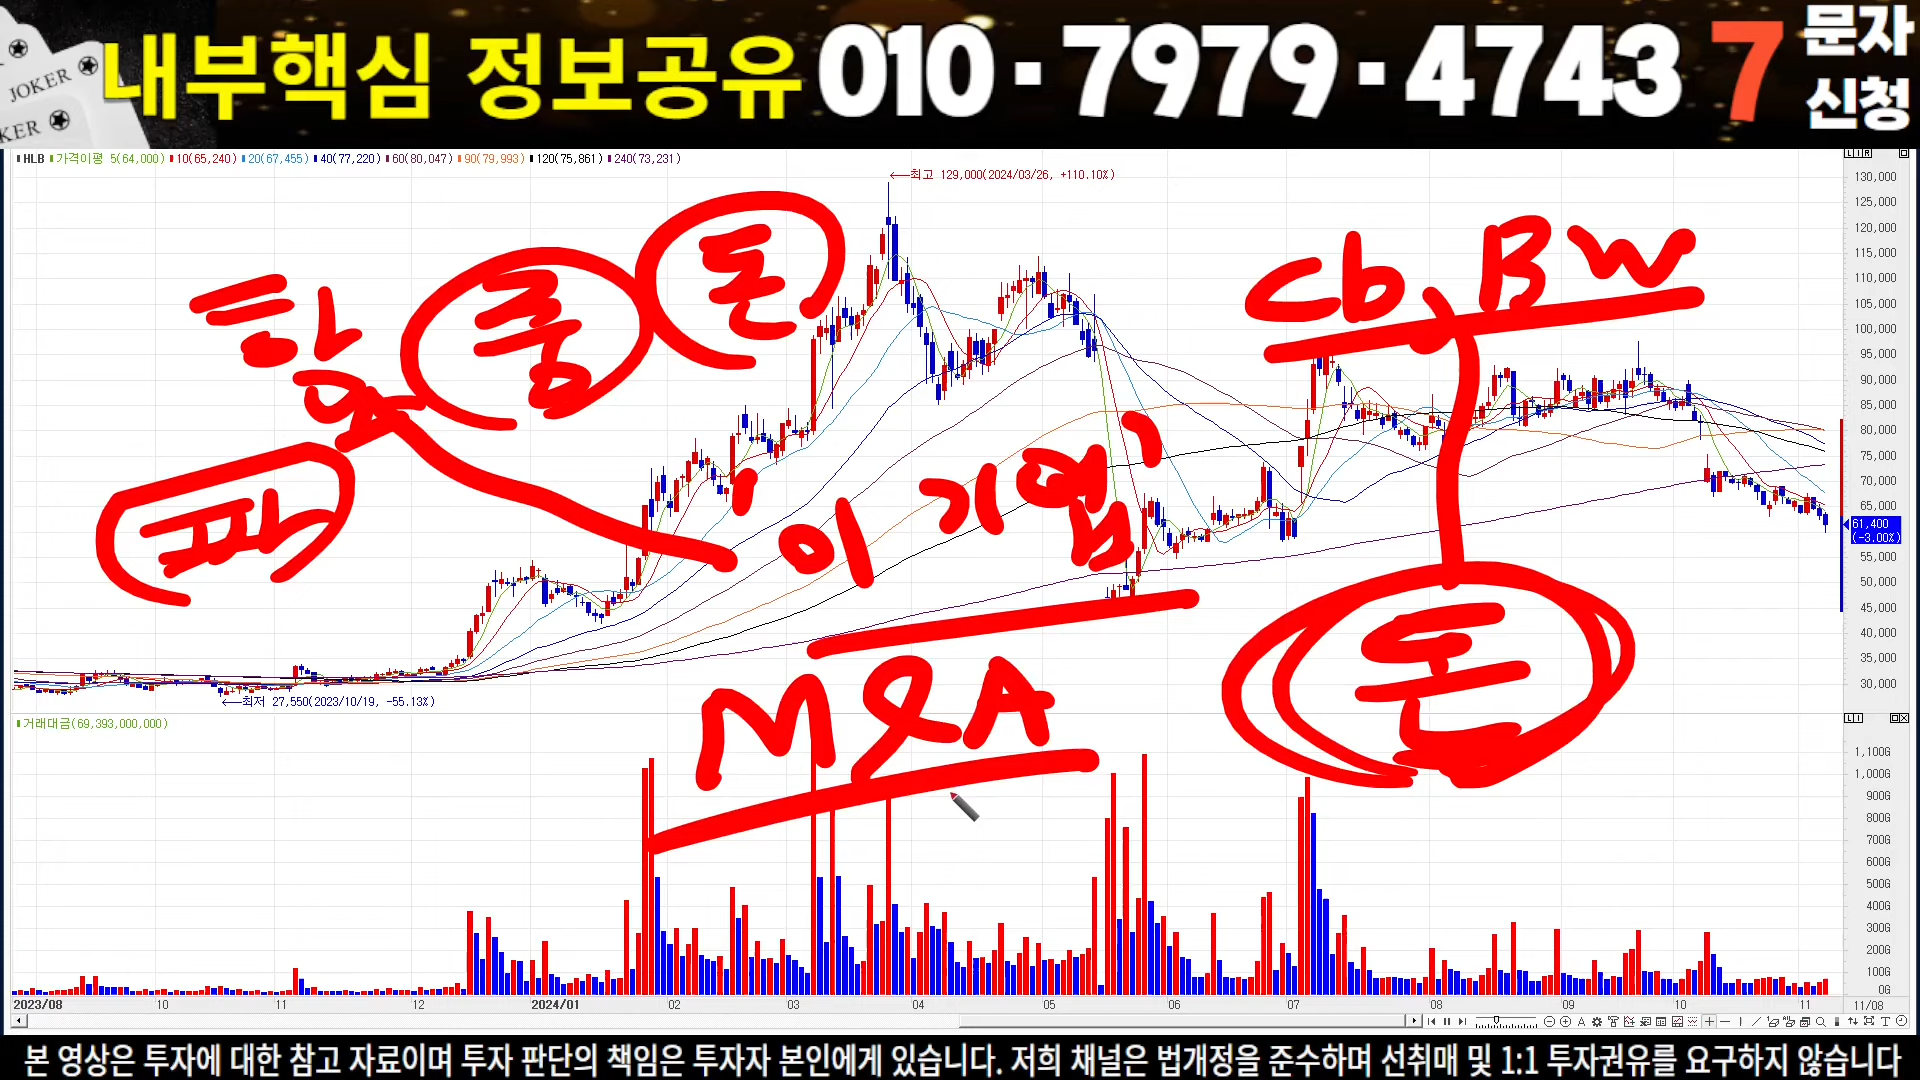 JOKER
KER
내부핵심 정보공유 010·7979·4743 7 문자
신청
HLB 가격이평 5(64,000) 10(65,240) 20(67,455) 40(77,220) 60(80,047) 90(79,993) 120(75,861) 240(73,231)
←최고 129,000(2024/03/26, +110.10%)
130,000
125,000
120,000
115,000
110,000
105,000
100,000
95,000
90,000
85,000
80,000
75,000
70,000
65,000
61,400
(-3.00%)
55,000
50,000
45,000
40,000
35,000
30,000
돈
Cb, BW
이 기업
M&A
돈
←최저 27,550(2023/10/19, -55.13%)
거래대금(69,393,000,000)
1,100G
1,000G
900G
800G
700G
600G
500G
400G
300G
200G
100G
0G
2023/08 10 11 12 2024/01 02 03 04 05 06 07 08 09 10 11 11/08
본 영상은 투자에 대한 참고 자료이며 투자 판단의 책임은 투자자 본인에게 있습니다. 저희 채널은 법개정을 준수하며 선취매 및 1:1 투자권유를 요구하지 않습니다